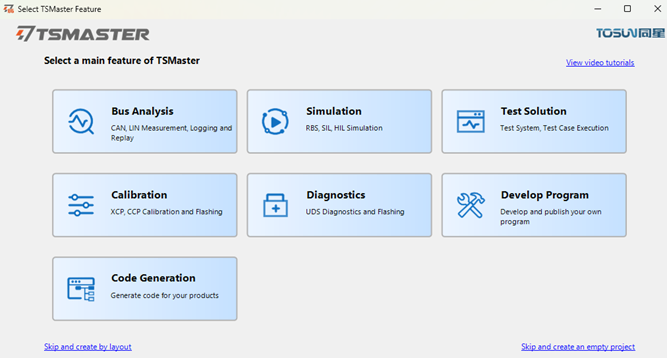 Select TSMaster Feature
TSMASTER
TOSUN同星
Select a main feature of TSMaster
View video tutorials
Bus Analysis
CAN, LIN Measurement, Logging and
Replay
Simulation
RBS, SIL, HIL Simulation
Test Solution
Test System, Test Case Execution
Calibration
XCP, CCP Calibration and Flashing
Diagnostics
UDS Diagnostics and Flashing
Develop Program
Develop and publish your own
program
Code Generation
Generate code for your products
Skip and create by layout
Skip and create an empty project